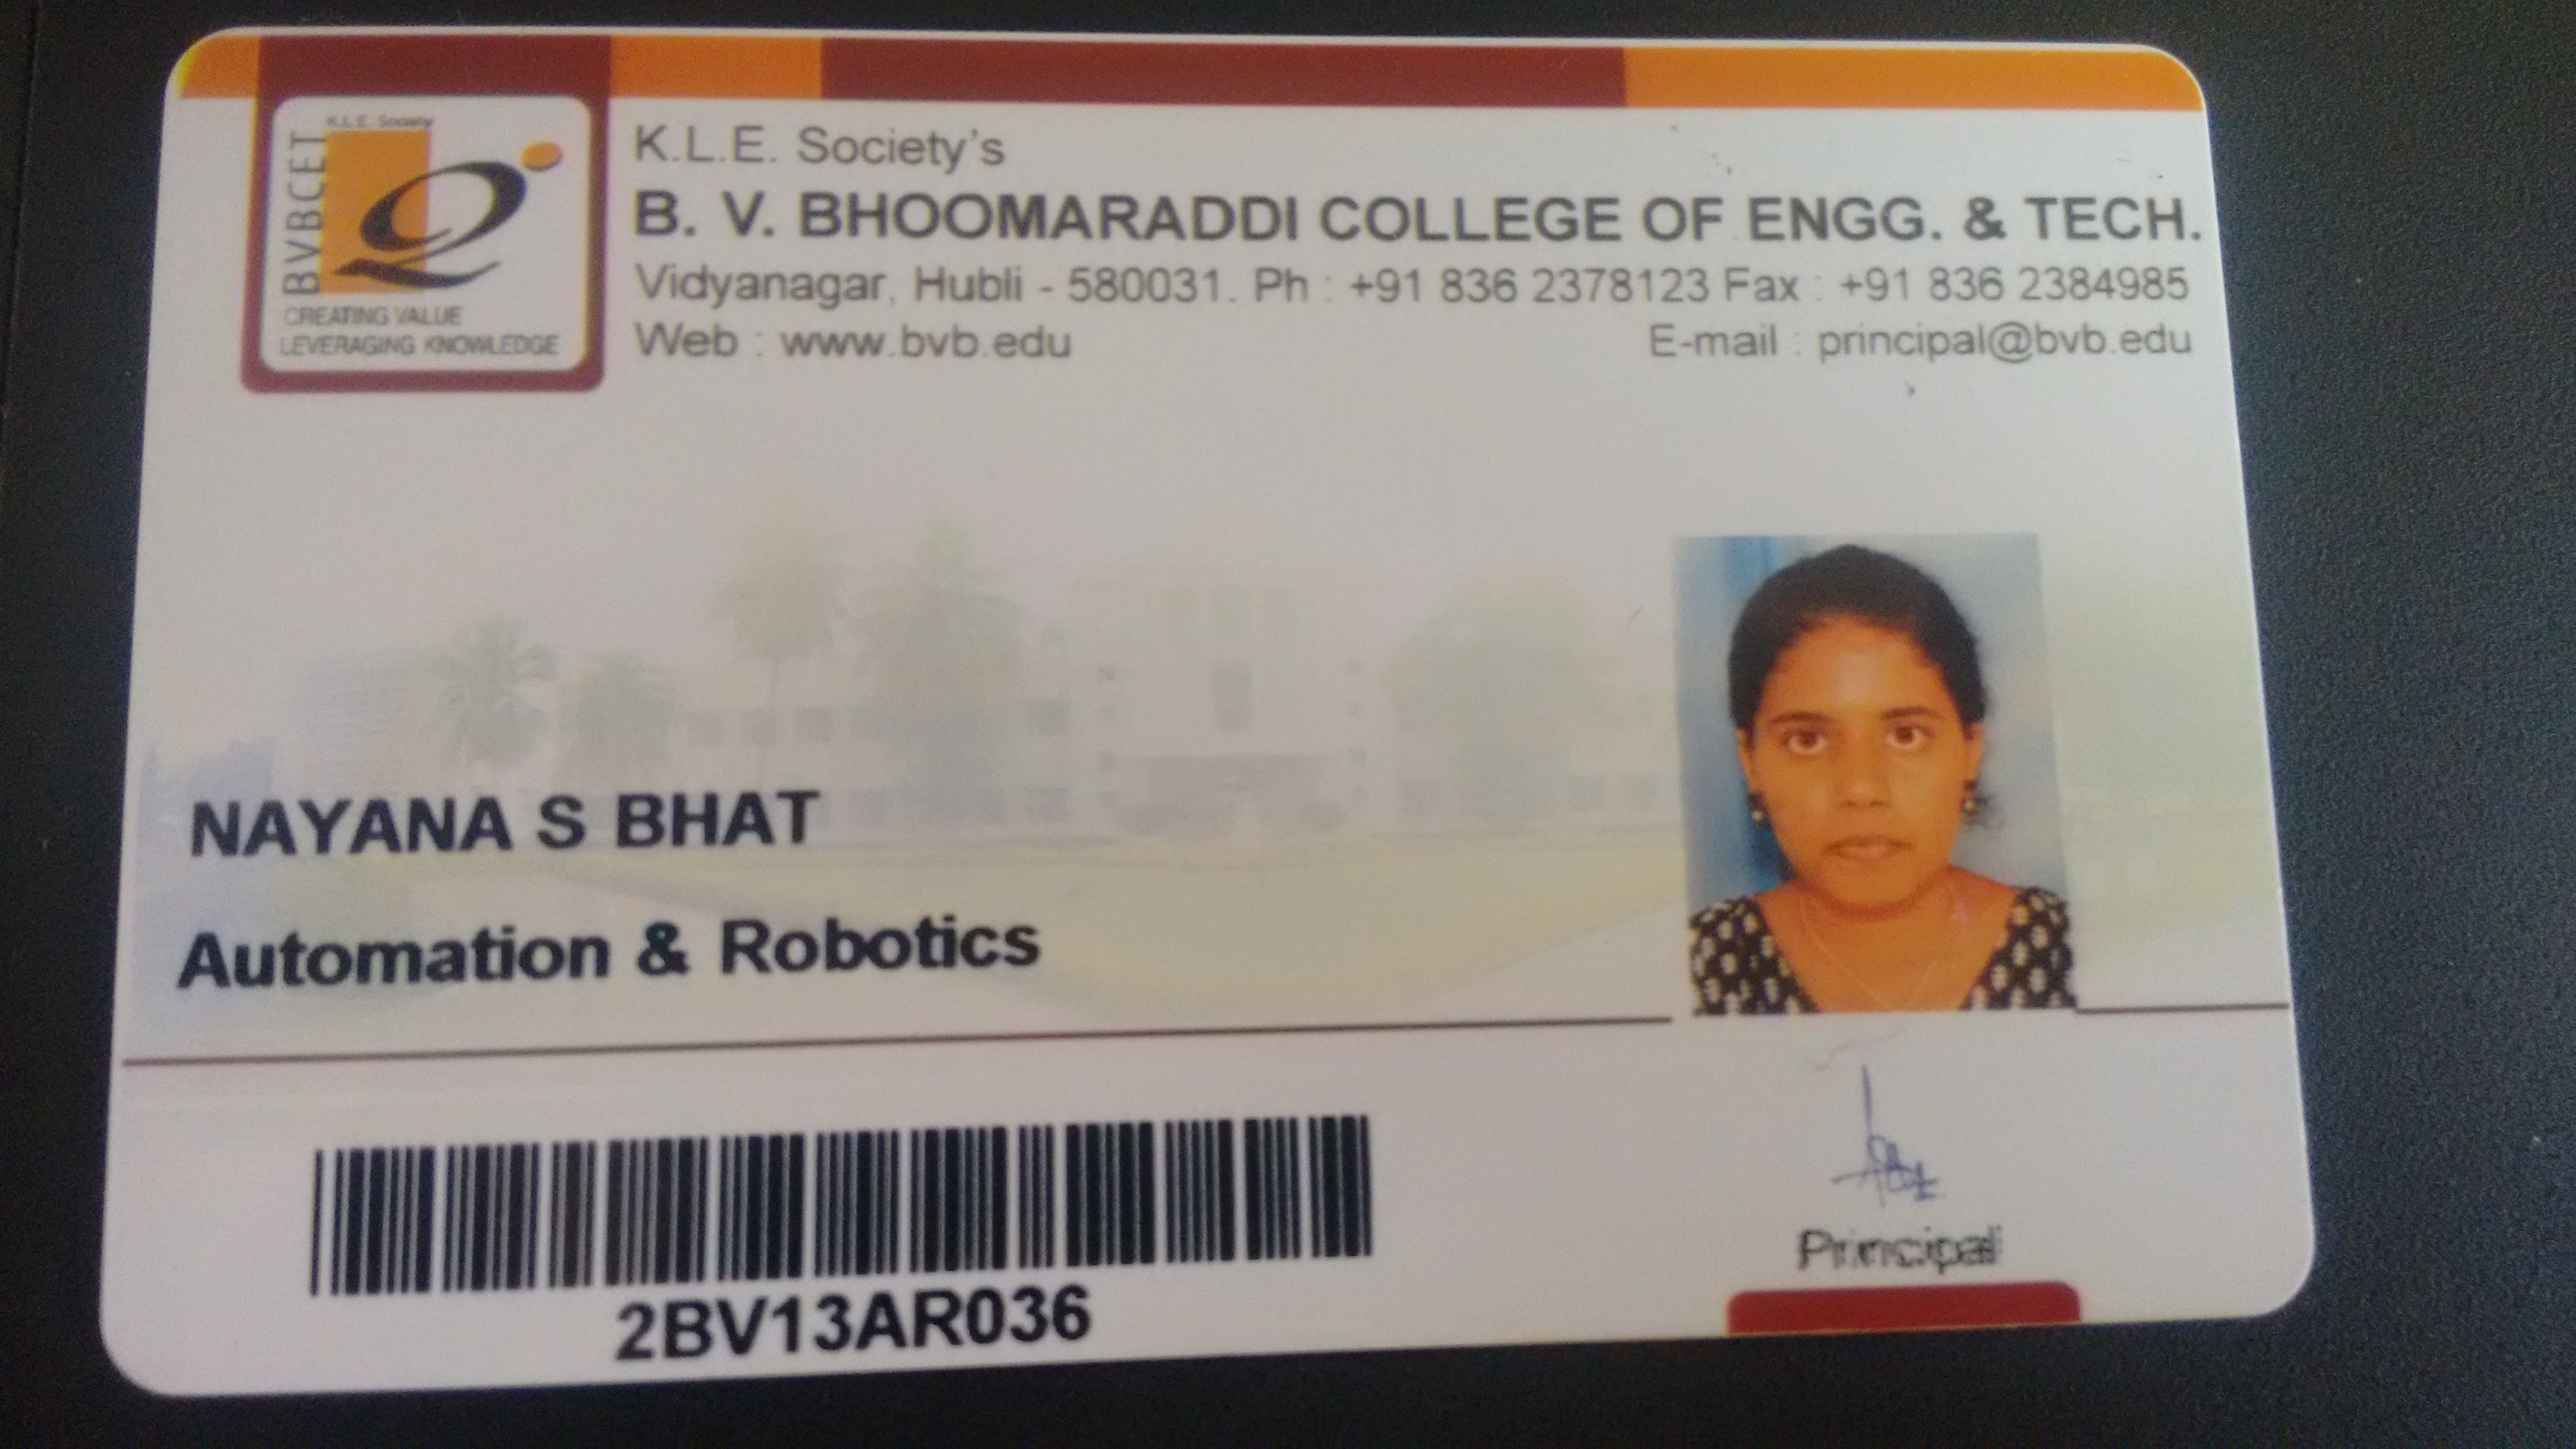 K.L.E. Society
BVBCET
CREATING VALUE
LEVERAGING KNOWLEDGE
K.L.E. Society's
B. V. BHOOMARADDI COLLEGE OF ENGG. & TECH.
Vidyanagar, Hubli - 580031. Ph : +91 836 2378123 Fax : +91 836 2384985
Web : www.bvb.edu E-mail : principal@bvb.edu
NAYANA S BHAT
Automation & Robotics
2BV13AR036
Principal